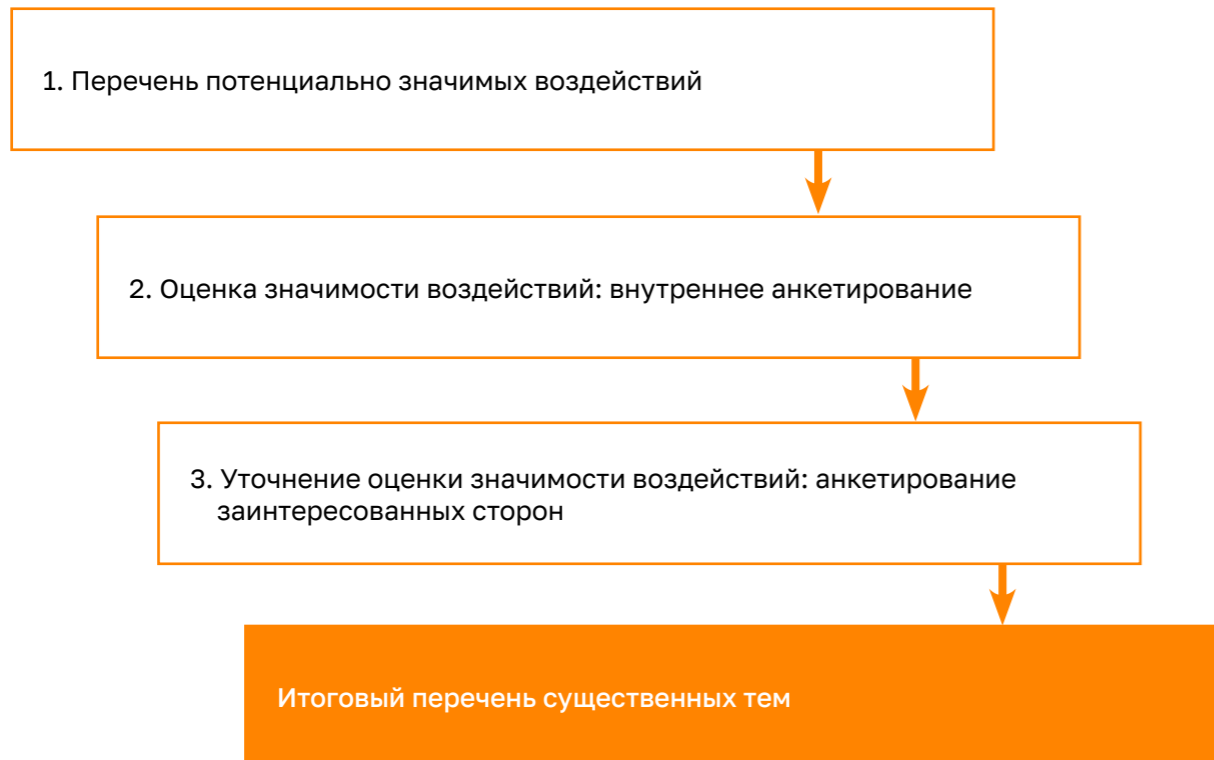 1. Перечень потенциально значимых воздействий
2. Оценка значимости воздействий: внутреннее анкетирование
3. Уточнение оценки значимости воздействий: анкетирование
заинтересованных сторон
Итоговый перечень существенных тем